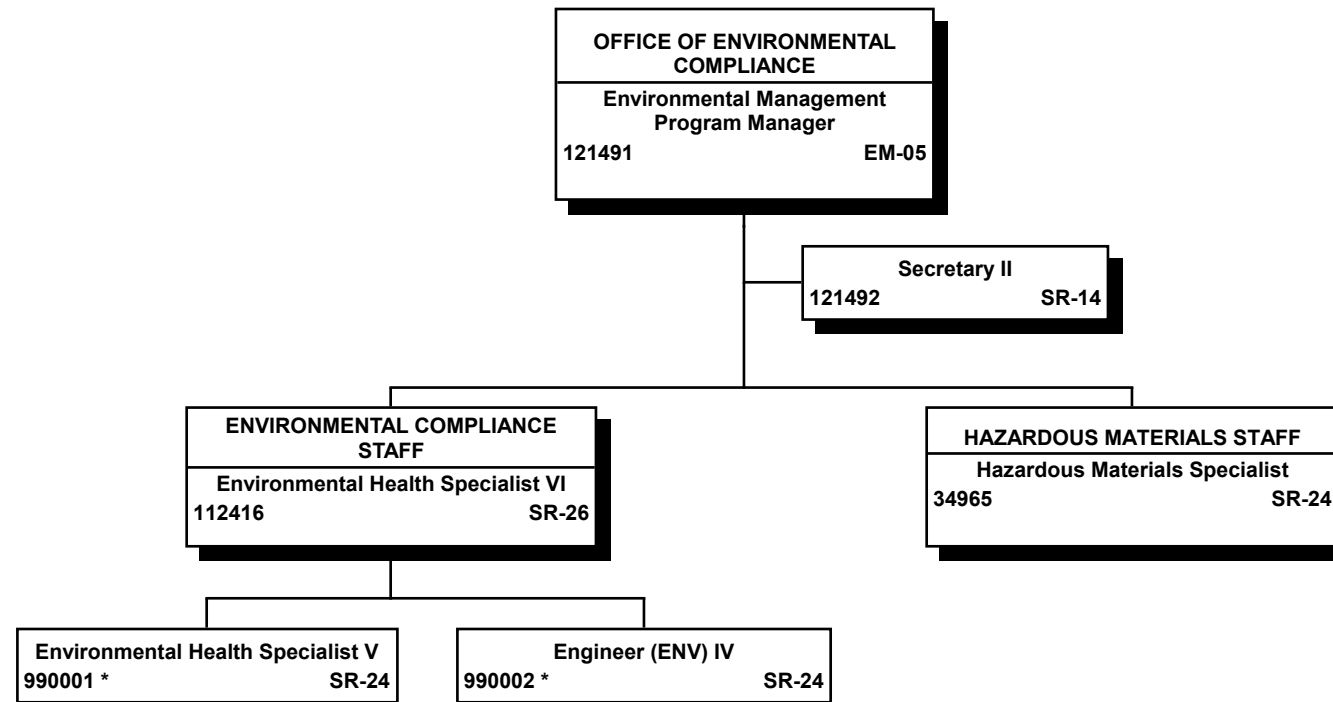 OFFICE OF ENVIRONMENTAL
COMPLIANCE
Environmental Management
Program Manager
121491 EM-05
Secretary II
121492 SR-14
ENVIRONMENTAL COMPLIANCE
STAFF
Environmental Health Specialist VI
112416 SR-26
HAZARDOUS MATERIALS STAFF
Hazardous Materials Specialist
34965 SR-24
Environmental Health Specialist V
990001 * SR-24
Engineer (ENV) IV
990002 * SR-24